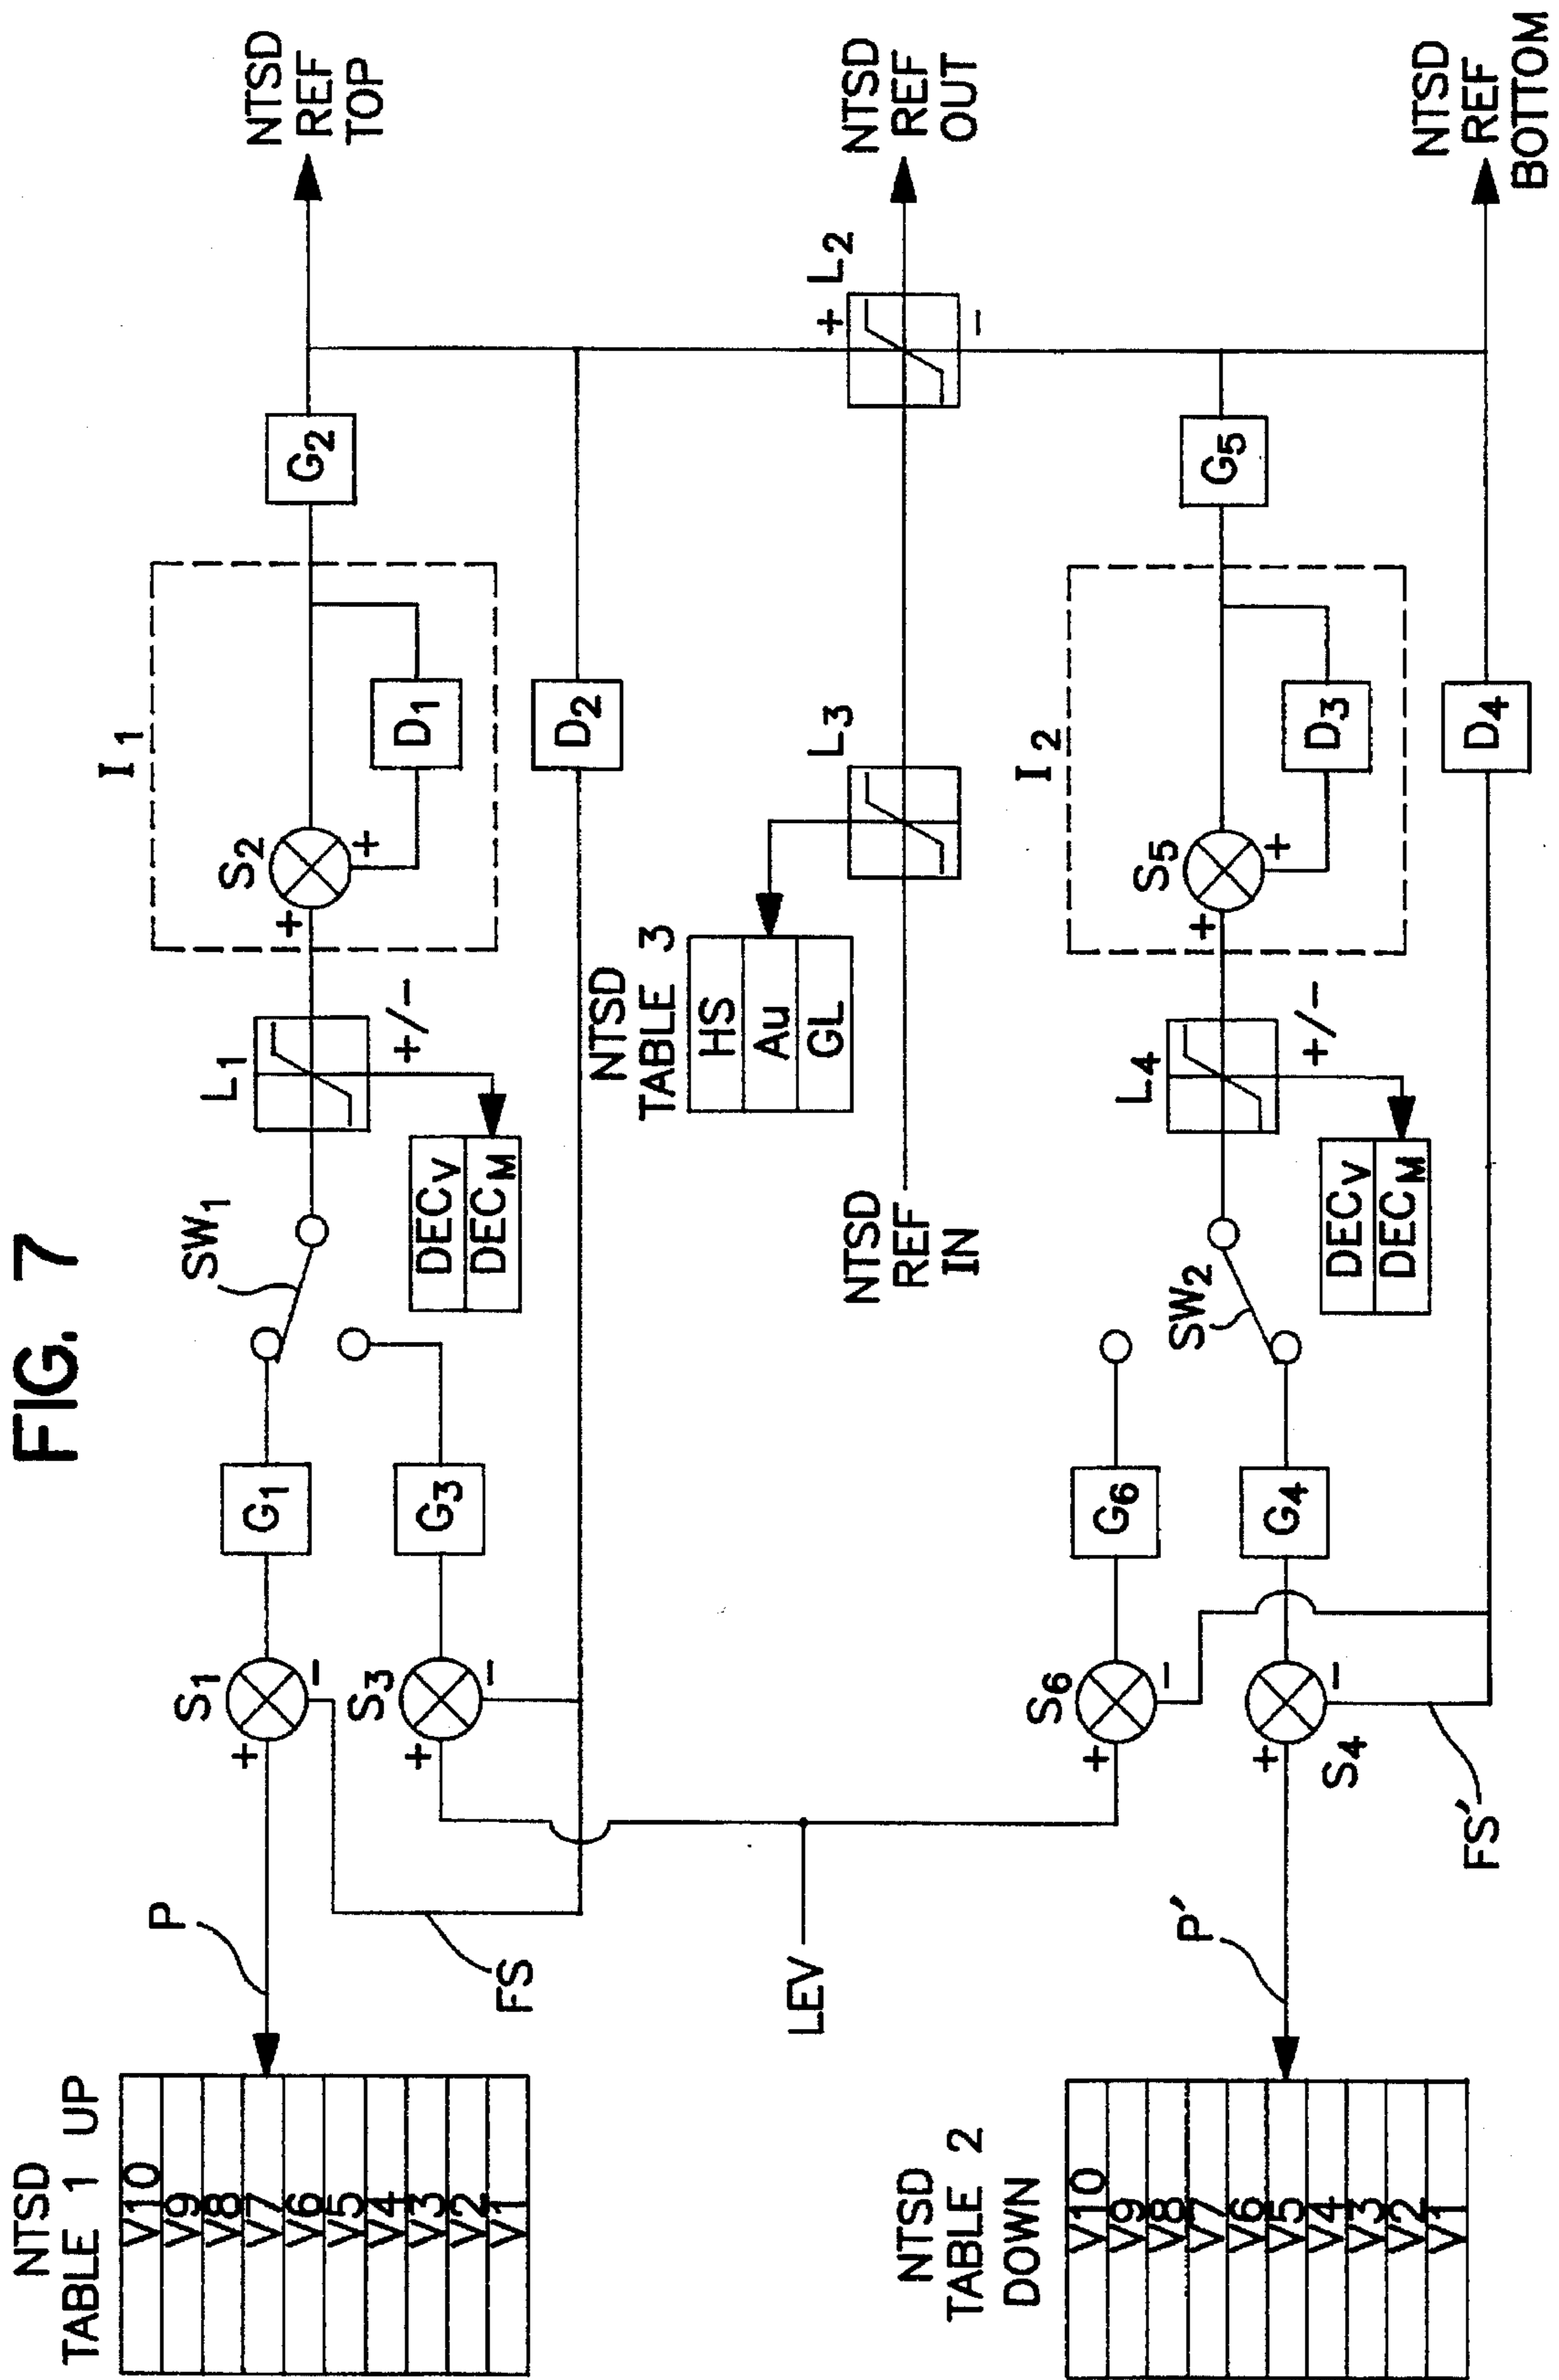 FIG. 7
NTSD
TABLE 1 UP
V10
V9
V8
V7
V6
V5
V4
V3
V2
V1
P
FS
S1
+
−
G1
S3
+
−
G3
SW1
L1
+/−
DECV
DECM
I1
S2
+
+
D1
G2
D2
NTSD
REF
TOP
LEV
NTSD
REF
IN
NTSD
TABLE 3
HS
Au
GL
L3
L2
+
−
NTSD
REF
OUT
NTSD
TABLE 2
DOWN
V10
V9
V8
V7
V6
V5
V4
V3
V2
V1
P'
FS'
S6
+
−
G6
S4
+
−
G4
SW2
L4
+/−
DECV
DECM
I2
S5
+
+
D3
G5
D4
NTSD
REF
BOTTOM